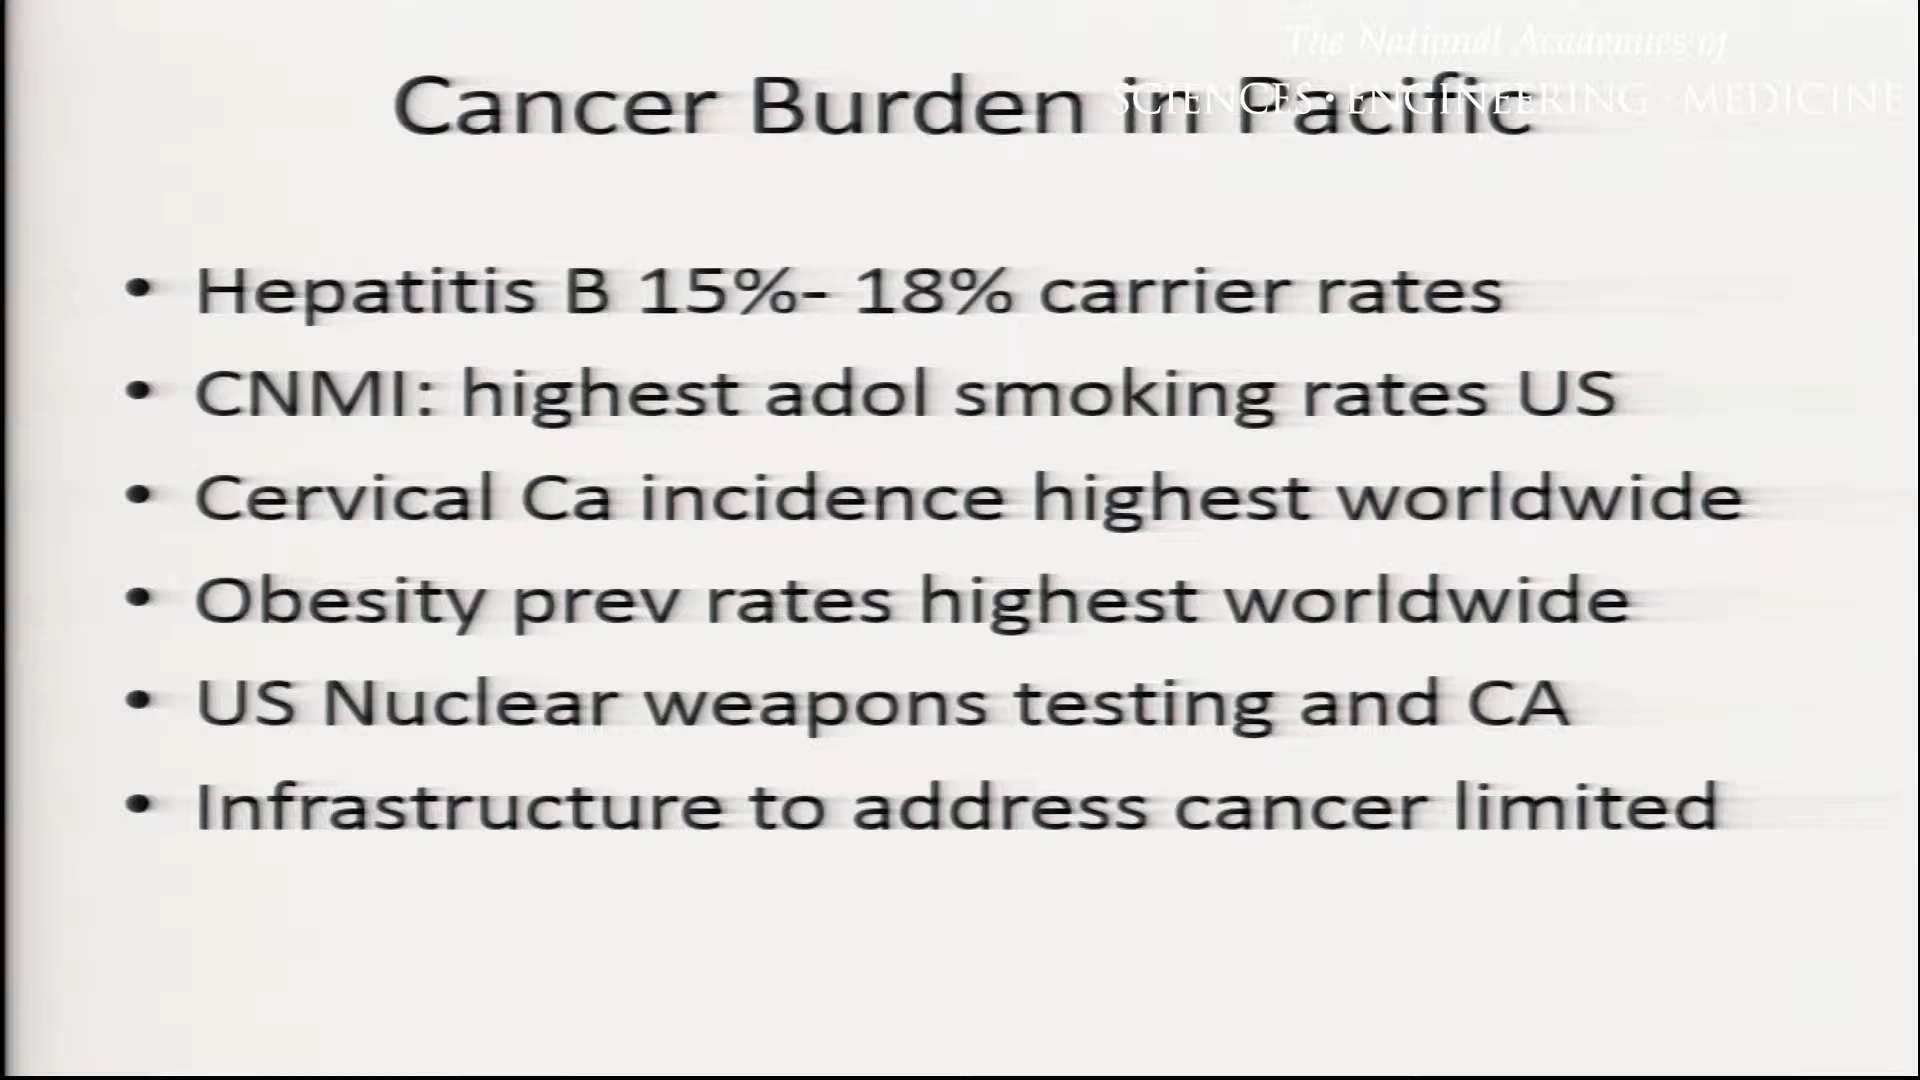 The National Academies of
SCIENCES · ENGINEERING · MEDICINE
Cancer Burden in Pacific
• Hepatitis B 15%- 18% carrier rates
• CNMI: highest adol smoking rates US
• Cervical Ca incidence highest worldwide
• Obesity prev rates highest worldwide
• US Nuclear weapons testing and CA
• Infrastructure to address cancer limited